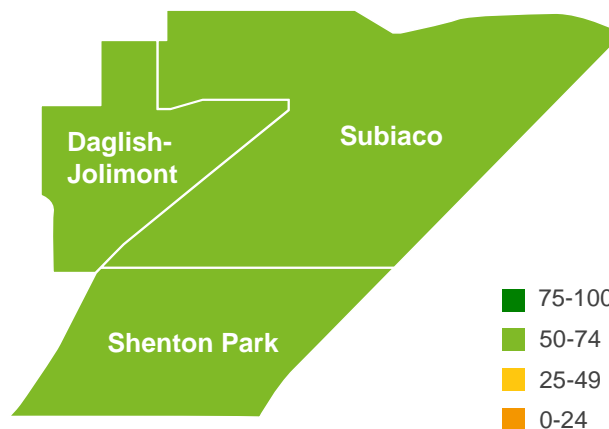 Daglish-
Jolimont
Subiaco
Shenton Park
75-100
50-74
25-49
0-24